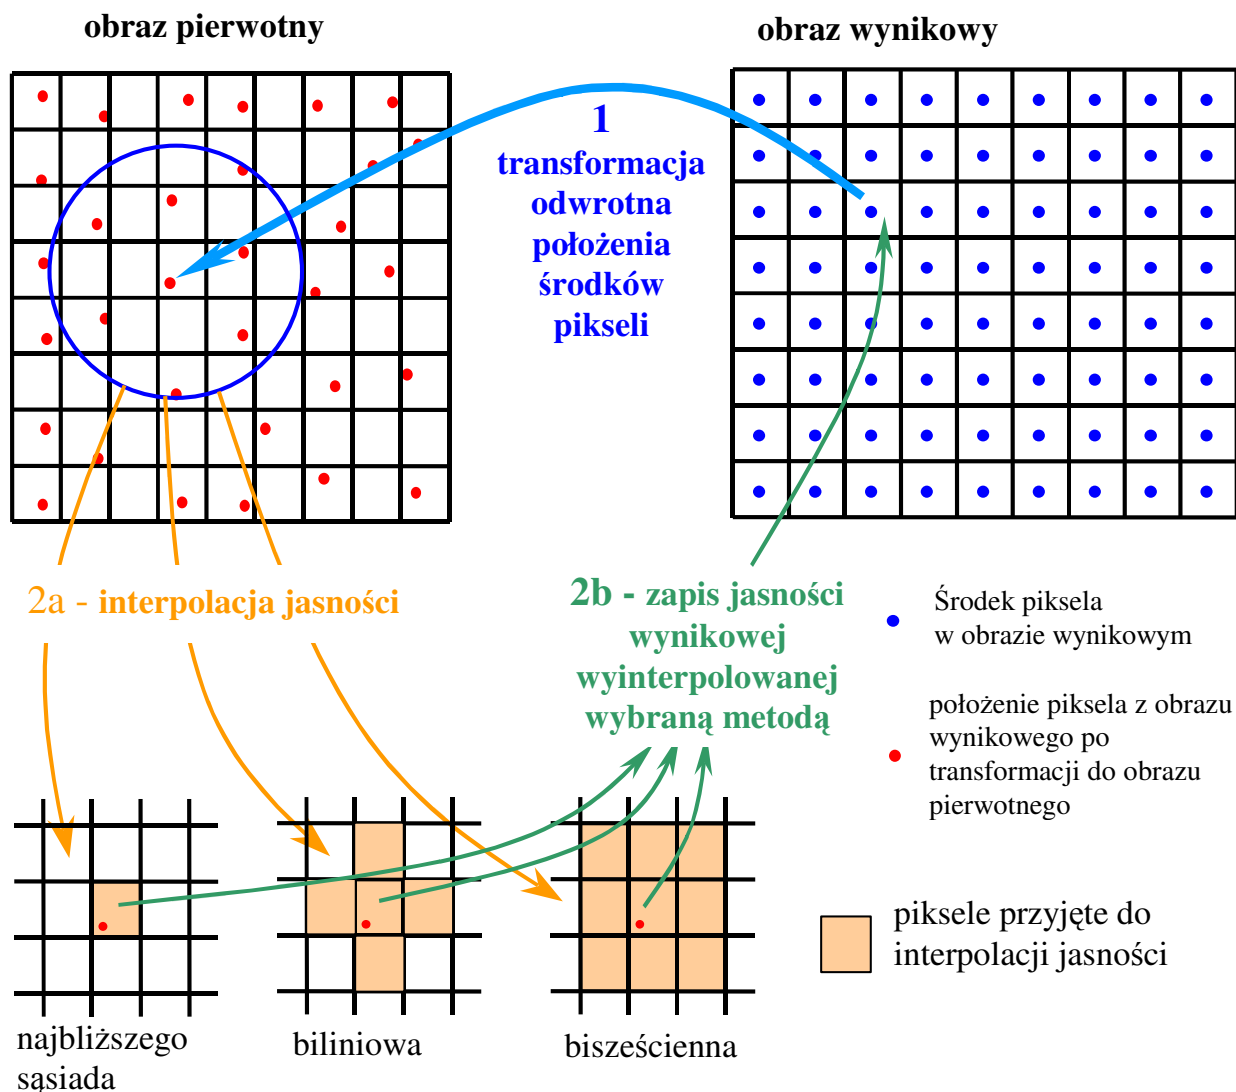 obraz pierwotny
obraz wynikowy
1
transformacja
odwrotna
położenia
środków
pikseli
2a - interpolacja jasności
2b - zapis jasności
wynikowej
wyinterpolowanej
wybraną metodą
Środek piksela
w obrazie wynikowym
położenie piksela z obrazu
wynikowego po
transformacji do obrazu
pierwotnego
piksele przyjęte do
interpolacji jasności
najbliższego
sąsiada
biliniowa
bisześcienna